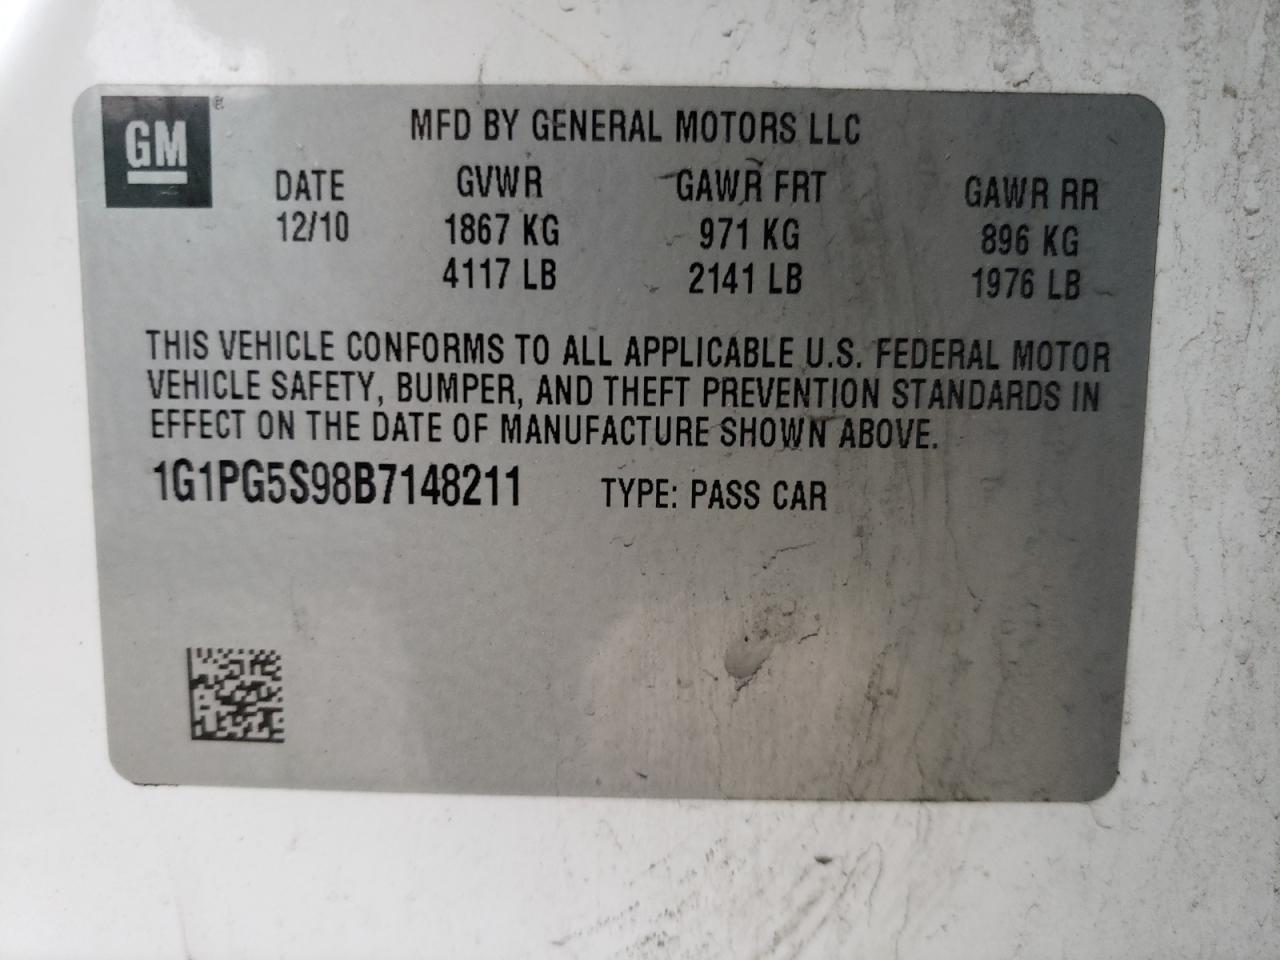 GM®
MFD BY GENERAL MOTORS LLC
DATE GVWR GAWR FRT GAWR RR
12/10 1867 KG 971 KG 896 KG
4117 LB 2141 LB 1976 LB
THIS VEHICLE CONFORMS TO ALL APPLICABLE U.S. FEDERAL MOTOR
VEHICLE SAFETY, BUMPER, AND THEFT PREVENTION STANDARDS IN
EFFECT ON THE DATE OF MANUFACTURE SHOWN ABOVE.
1G1PG5S98B7148211 TYPE: PASS CAR